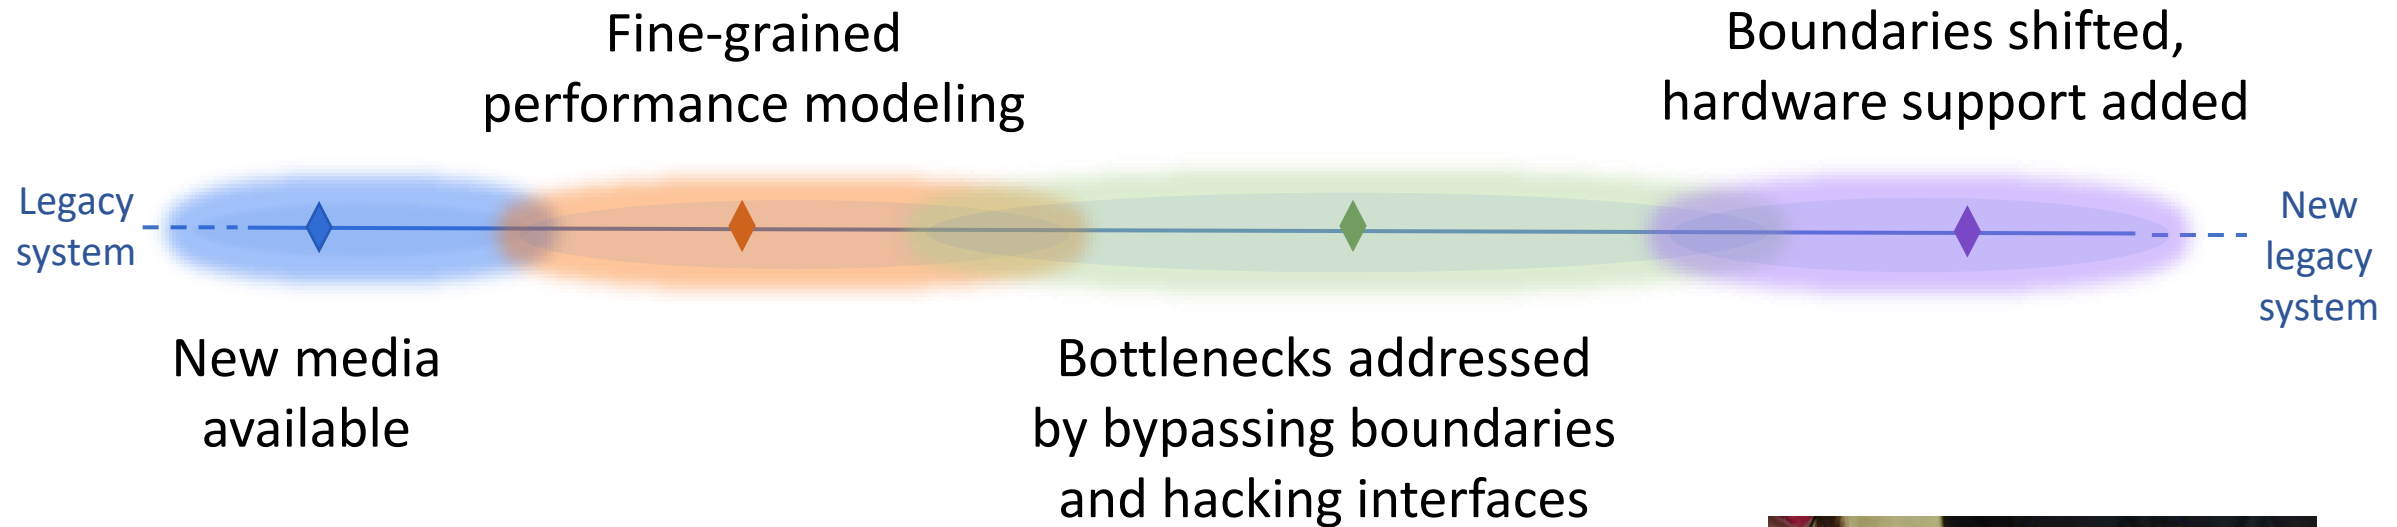 Fine-grained
performance modeling
Boundaries shifted,
hardware support added
Legacy
system
New
legacy
system
New media
available
Bottlenecks addressed
by bypassing boundaries
and hacking interfaces